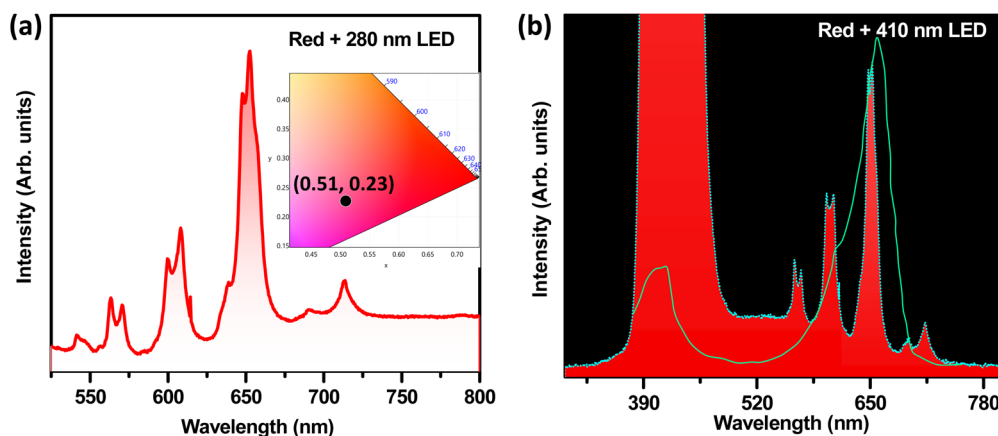 (a)
Red + 280 nm LED
Intensity (Arb. units)
0.40
0.35
0.30
y
0.25
0.20
0.15
0.45
0.50
0.55
0.60
0.65
0.70
x
590
600
610
620
630
640
(0.51, 0.23)
550
600
650
700
750
800
Wavelength (nm)
(b)
Red + 410 nm LED
Intensity (Arb. units)
390
520
650
780
Wavelength (nm)